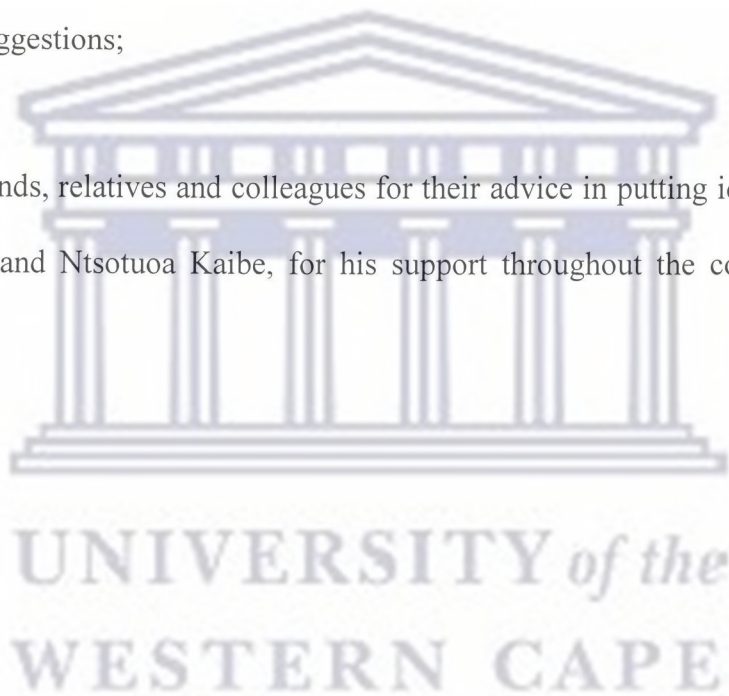 ggestions;
nds, relatives and colleagues for their advice in putting i
and Ntsotuoa Kaibe, for his support throughout the co
UNIVERSITY of the
WESTERN CAPE